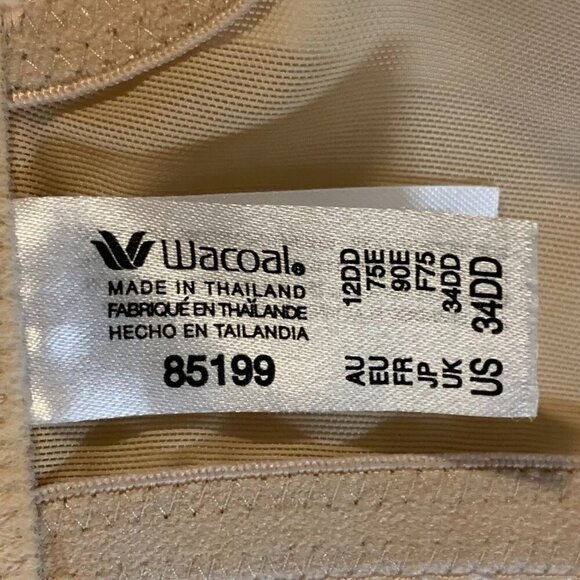 Wacoal®
MADE IN THAILAND
FABRIQUÉ EN THAÏLANDE
HECHO EN TAILANDIA
85199
AU 12DD
EU 75E
FR 90E
JP F75
UK 34DD
US 34DD